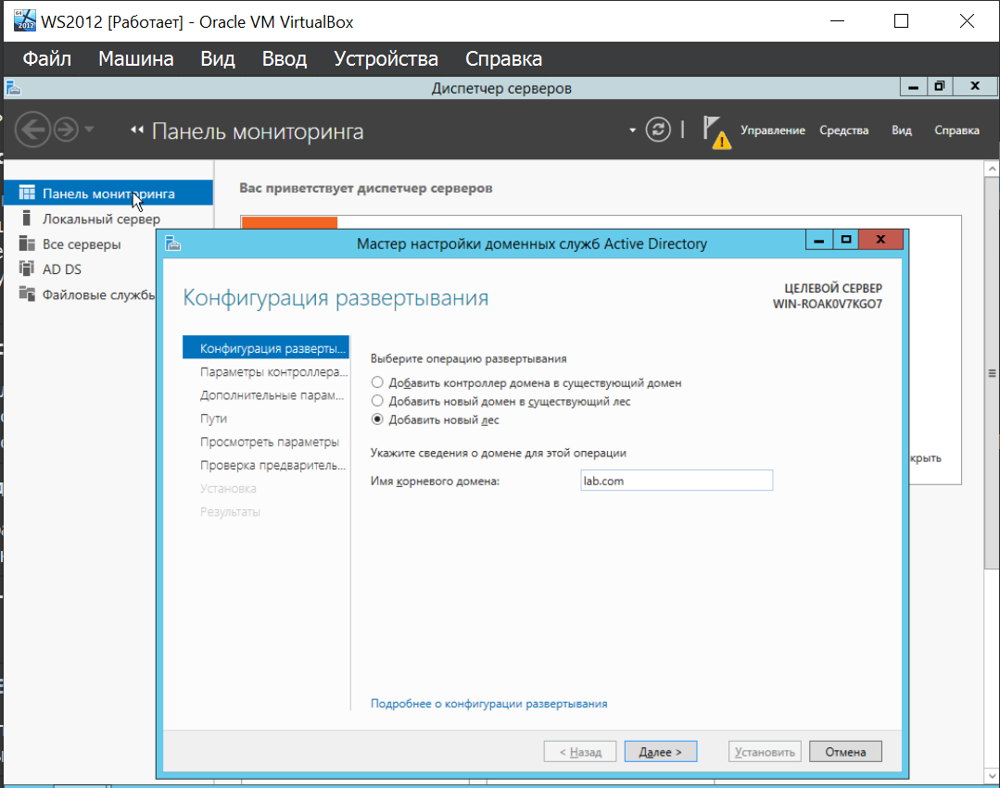 WS2012 [Работает] - Oracle VM VirtualBox
Файл Машина Вид Ввод Устройства Справка
Диспетчер серверов
Панель мониторинга
Управление Средства Вид Справка
Панель мониторинга
Локальный сервер
Все серверы
AD DS
Файловые службы
Вас приветствует диспетчер серверов
Мастер настройки доменных служб Active Directory
Конфигурация развертывания
ЦЕЛЕВОЙ СЕРВЕР
WIN-ROAK0V7KGO7
Конфигурация разверты...
Параметры контроллера...
Дополнительные парам...
Пути
Просмотреть параметры
Проверка предваритель...
Установка
Результаты
Выберите операцию развертывания
Добавить контроллер домена в существующий домен
Добавить новый домен в существующий лес
Добавить новый лес
Укажите сведения о домене для этой операции
Имя корневого домена:
lab.com
крыть
Подробнее о конфигурации развертывания
< Назад
Далее >
Установить
Отмена